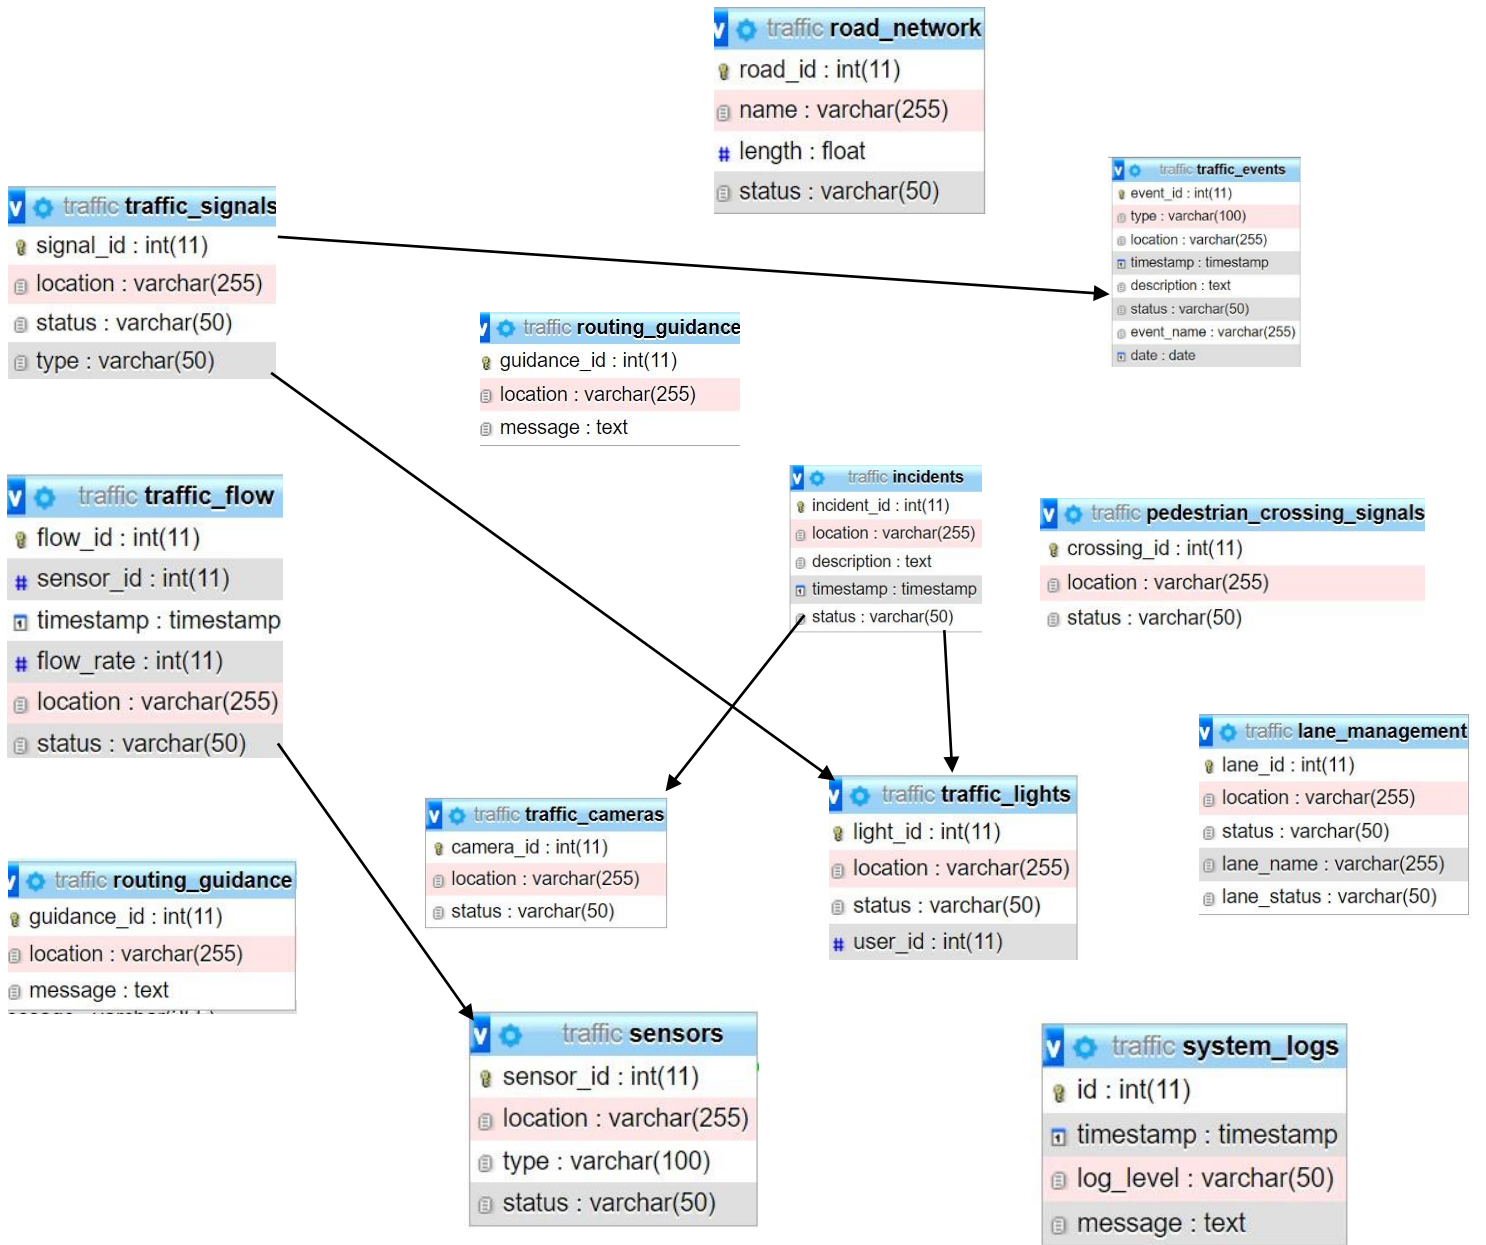 traffic road_network
road_id : int(11)
name : varchar(255)
length : float
status : varchar(50)
traffic traffic_events
event_id : int(11)
type : varchar(100)
location : varchar(255)
timestamp : timestamp
description : text
status : varchar(50)
event_name : varchar(255)
date : date
traffic traffic_signals
signal_id : int(11)
location : varchar(255)
status : varchar(50)
type : varchar(50)
traffic routing_guidance
guidance_id : int(11)
location : varchar(255)
message : text
traffic traffic_flow
flow_id : int(11)
sensor_id : int(11)
timestamp : timestamp
flow_rate : int(11)
location : varchar(255)
status : varchar(50)
traffic incidents
incident_id : int(11)
location : varchar(255)
description : text
timestamp : timestamp
status : varchar(50)
traffic pedestrian_crossing_signals
crossing_id : int(11)
location : varchar(255)
status : varchar(50)
traffic lane_management
lane_id : int(11)
location : varchar(255)
status : varchar(50)
lane_name : varchar(255)
lane_status : varchar(50)
traffic traffic_cameras
camera_id : int(11)
location : varchar(255)
status : varchar(50)
traffic traffic_lights
light_id : int(11)
location : varchar(255)
status : varchar(50)
user_id : int(11)
traffic routing_guidance
guidance_id : int(11)
location : varchar(255)
message : text
traffic sensors
sensor_id : int(11)
location : varchar(255)
type : varchar(100)
status : varchar(50)
traffic system_logs
id : int(11)
timestamp : timestamp
log_level : varchar(50)
message : text